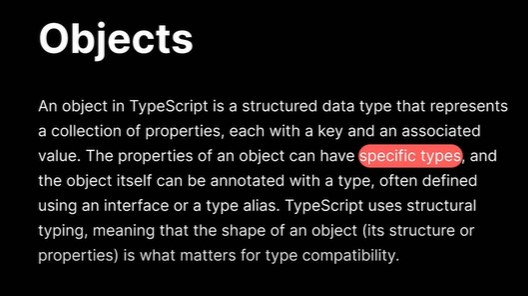 Objects
An object in TypeScript is a structured data type that represents
a collection of properties, each with a key and an associated
value. The properties of an object can have specific types, and
the object itself can be annotated with a type, often defined
using an interface or a type alias. TypeScript uses structural
typing, meaning that the shape of an object (its structure or
properties) is what matters for type compatibility.